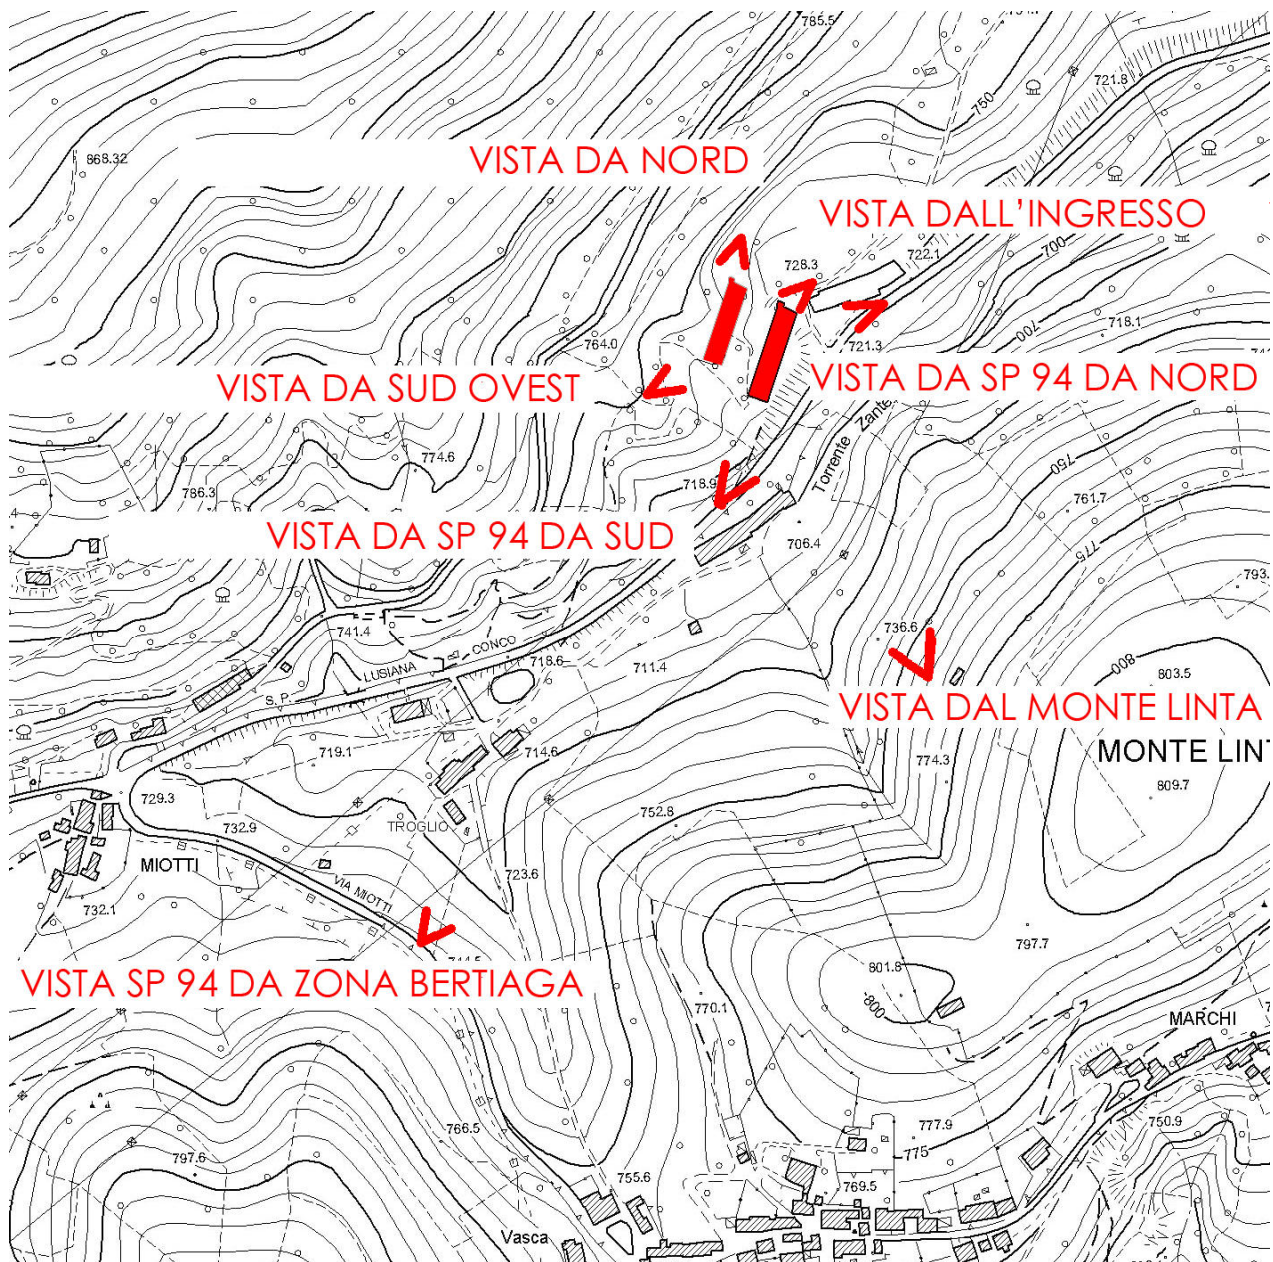 785.5
721.8
750
868.32
VISTA DA NORD
VISTA DALL'INGRESSO
722.1
700
728.3
700
718.1
764.0
721.3
VISTA DA SUD OVEST
VISTA DA SP 94 DA NORD
Torrente Zante
774.6
750
786.3
718.9
761.7
VISTA DA SP 94 DA SUD
706.4
775
793.
741.4
736.6
LUSIANA CONCO
718.6
711.4
800
803.5
S.P.
VISTA DAL MONTE LINTA
719.1
714.6
MONTE LINT
774.3
729.3
809.7
752.8
732.9
TROGLIO
MIOTTI
723.6
VIA MIOTTI
732.1
797.7
744.5
801.8
VISTA SP 94 DA ZONA BERTIAGA
800
770.1
MARCHI
766.5
777.9
750.9
797.6
775
755.6
769.5
Vasca